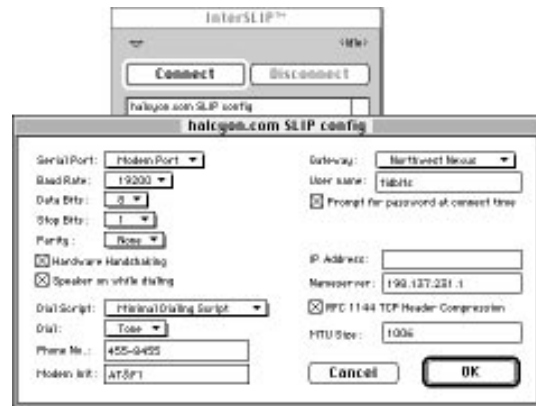 InterSLIP™
<Idle>
Connect
Disconnect
halcyon.com SLIP config
halcyon.com SLIP config
Serial Port: Modem Port
Baud Rate: 19200
Data Bits: 8
Stop Bits: 1
Parity: None
Hardware Handshaking
Speaker on while dialing
Dial Script: Minimal Dialing Script
Dial: Tone
Phone No.: 455-8455
Modem Init: AT&F1
Gateway: Northwest Nexus
User name: tidbits
Prompt for password at connect time
IP Address:
Nameserver: 198.137.231.1
RFC 1144 TCP Header Compression
MTU Size: 1006
Cancel
OK